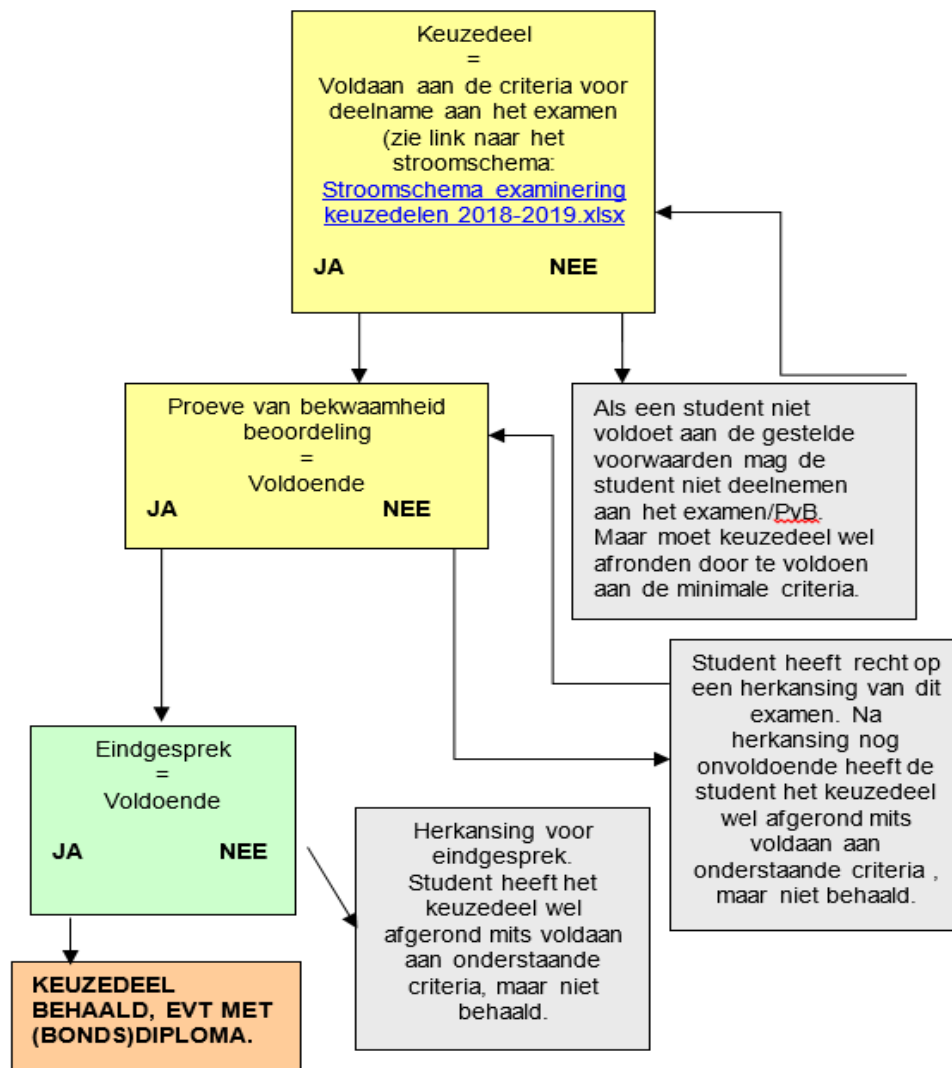 Keuzedeel
=
Voldaan aan de criteria voor
deelname aan het examen
(zie link naar het
stroomschema:
Stroomschema examinering
keuzedelen 2018-2019.xlsx
JA NEE
Proeve van bekwaamheid
beoordeling
=
Voldoende
JA NEE
Als een student niet
voldoet aan de gestelde
voorwaarden mag de
student niet deelnemen
aan het examen/PvB.
Maar moet keuzedeel wel
afronden door te voldoen
aan de minimale criteria.
Student heeft recht op
een herkansing van dit
examen. Na
herkansing nog
onvoldoende heeft de
student het keuzedeel
wel afgerond mits
voldaan aan
onderstaande criteria ,
maar niet behaald.
Eindgesprek
=
Voldoende
JA NEE
Herkansing voor
eindgesprek.
Student heeft het
keuzedeel wel
afgerond mits voldaan
aan onderstaande
criteria, maar niet
behaald.
KEUZEDEEL
BEHAALD, EVT MET
(BONDS)DIPLOMA.